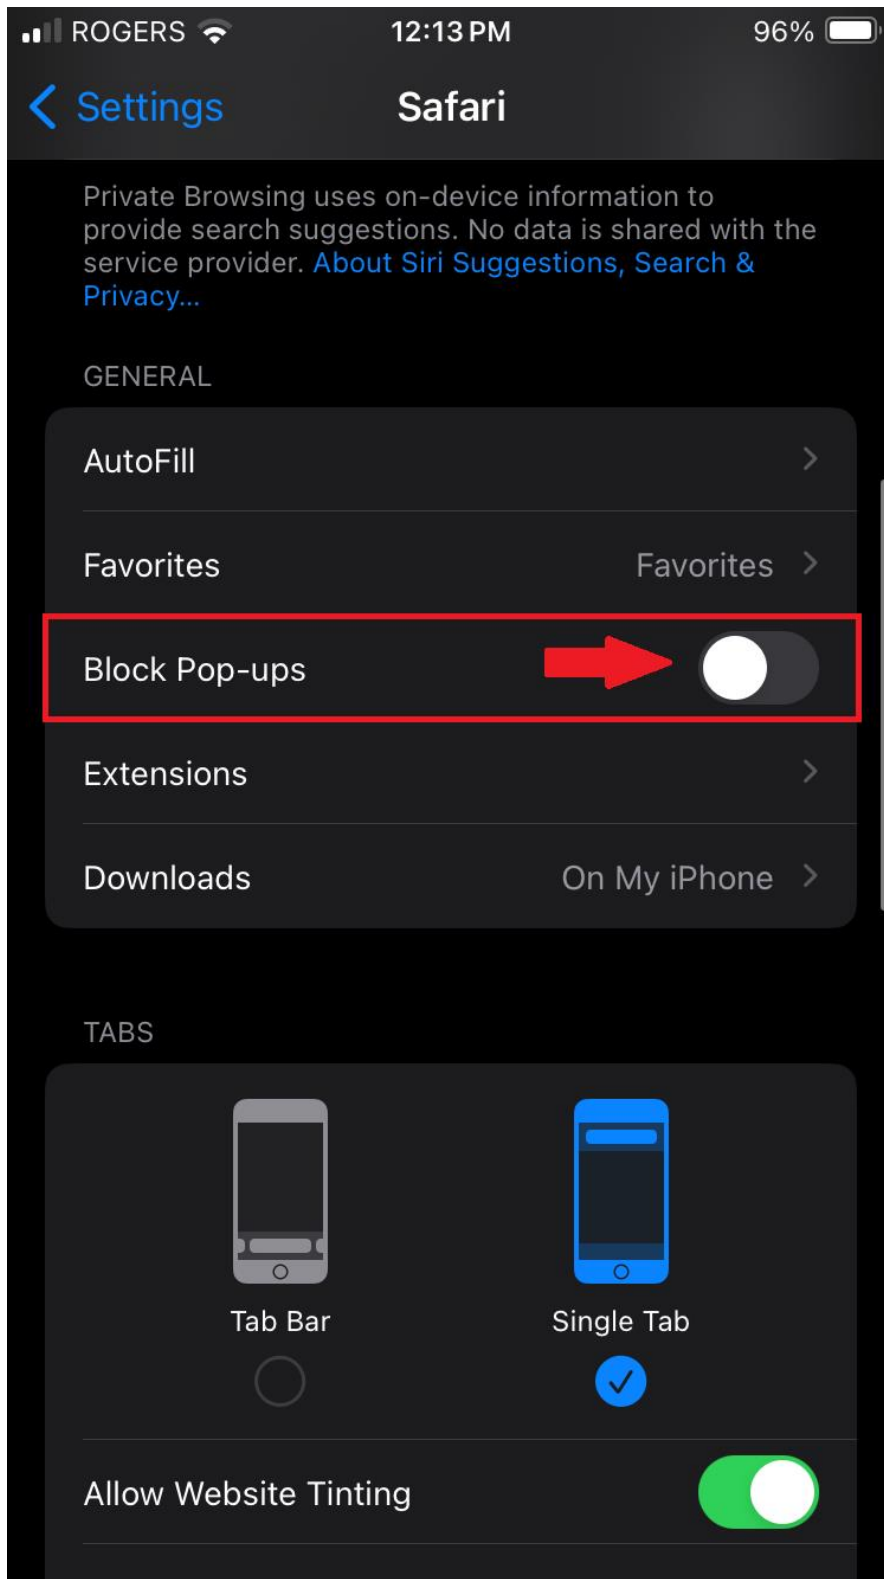 ROGERS 12:13 PM 96%
Settings Safari
Private Browsing uses on-device information to
provide search suggestions. No data is shared with the
service provider. About Siri Suggestions, Search &
Privacy...
GENERAL
AutoFill
Favorites Favorites
Block Pop-ups
Extensions
Downloads On My iPhone
TABS
Tab Bar Single Tab
Allow Website Tinting